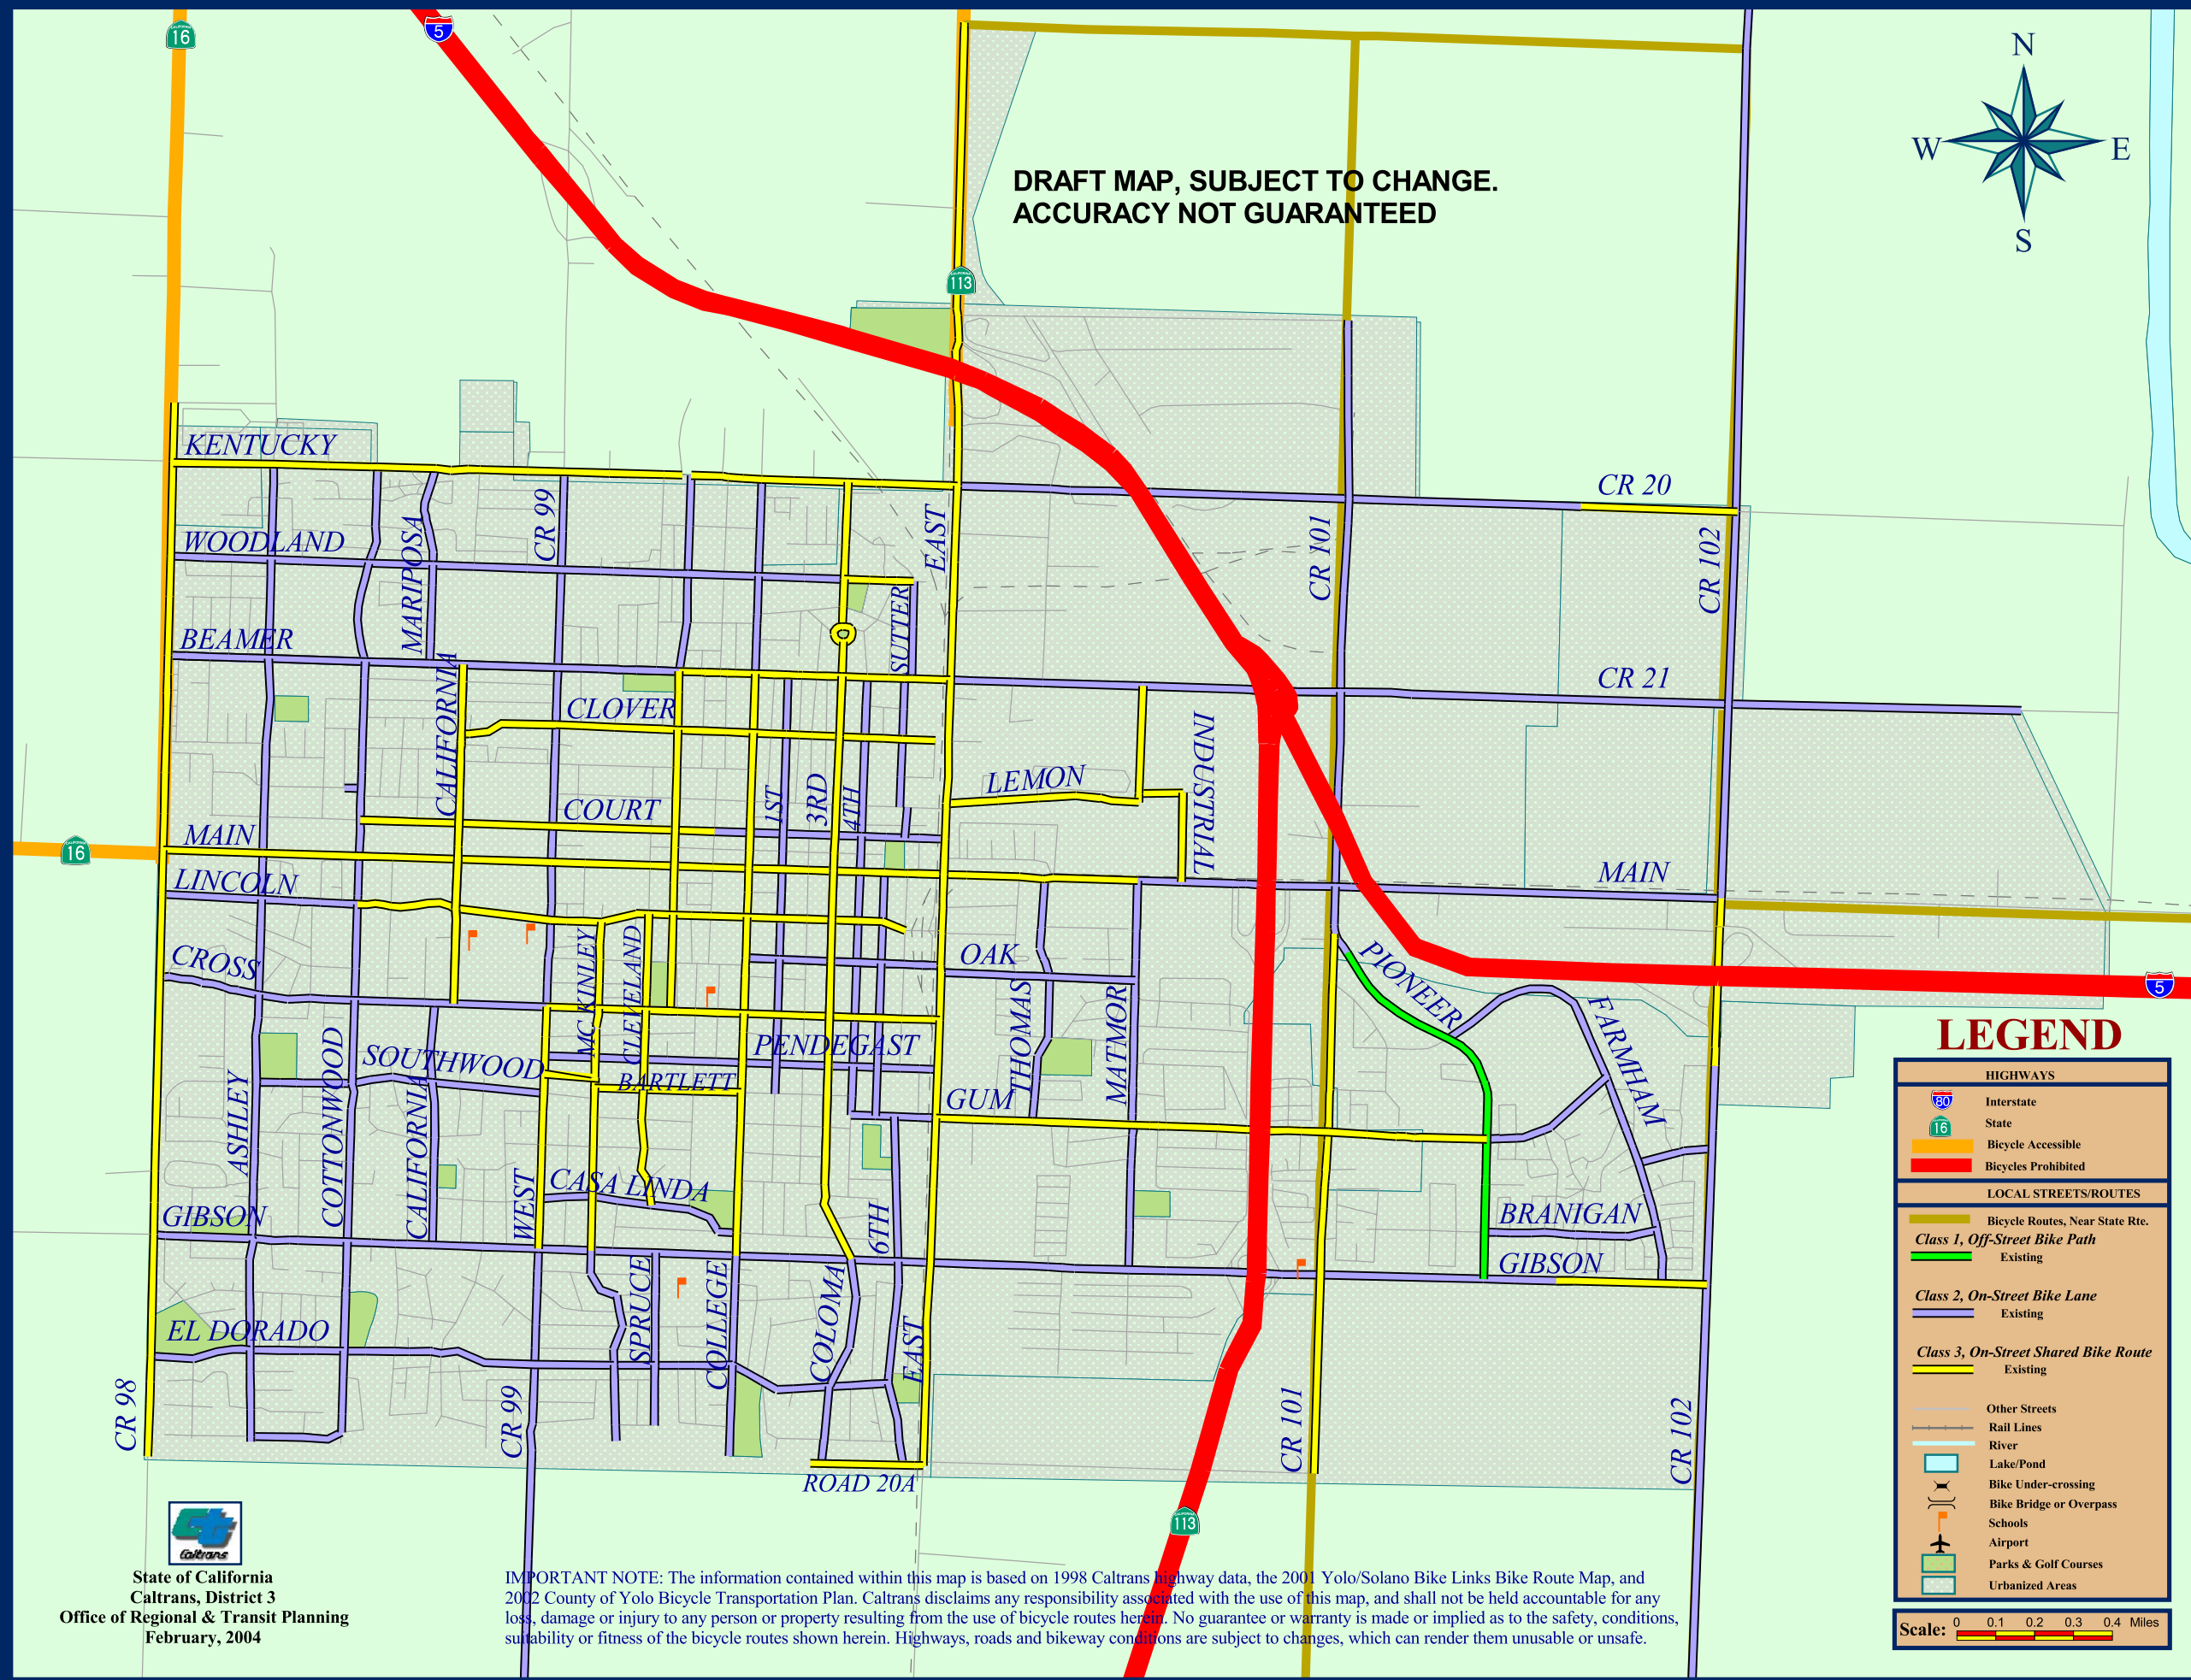 16
5
N
W E
S
DRAFT MAP, SUBJECT TO CHANGE.
ACCURACY NOT GUARANTEED
CALIFORNIA
113
KENTUCKY
CR 20
CR 99
EAST
CR 101
CR 102
WOODLAND
MARIPOSA
SUTTER
BEAMER
CALIFORNIA
CR 21
CLOVER
INDUSTRIAL
LEMON
COURT
1ST
3RD
4TH
MAIN
16
MAIN
LINCOLN
CROSS
MCKINLEY
CLEVELAND
OAK
PIONEER
THOMAS
MATMOR
FARMHAM
5
COTTONWOOD
SOUTHWOOD
PENDEGAST
BARTLETT
GUM
ASHLEY
CALIFORNIA
WEST
CASA LINDA
6TH
GIBSON
BRANIGAN
GIBSON
SPRUCE
COLLEGE
COLOMA
EAST
EL DORADO
CR 98
CR 99
CR 101
CR 102
ROAD 20A
113
LEGEND
HIGHWAYS
80 Interstate
16 State
Bicycle Accessible
Bicycles Prohibited
LOCAL STREETS/ROUTES
Bicycle Routes, Near State Rte.
Class 1, Off-Street Bike Path
Existing
Class 2, On-Street Bike Lane
Existing
Class 3, On-Street Shared Bike Route
Existing
Other Streets
Rail Lines
River
Lake/Pond
Bike Under-crossing
Bike Bridge or Overpass
Schools
Airport
Parks & Golf Courses
Urbanized Areas
Scale: 0 0.1 0.2 0.3 0.4 Miles
Caltrans
State of California
Caltrans, District 3
Office of Regional & Transit Planning
February, 2004
IMPORTANT NOTE: The information contained within this map is based on 1998 Caltrans highway data, the 2001 Yolo/Solano Bike Links Bike Route Map, and
2002 County of Yolo Bicycle Transportation Plan. Caltrans disclaims any responsibility associated with the use of this map, and shall not be held accountable for any
loss, damage or injury to any person or property resulting from the use of bicycle routes herein. No guarantee or warranty is made or implied as to the safety, conditions,
suitability or fitness of the bicycle routes shown herein. Highways, roads and bikeway conditions are subject to changes, which can render them unusable or unsafe.